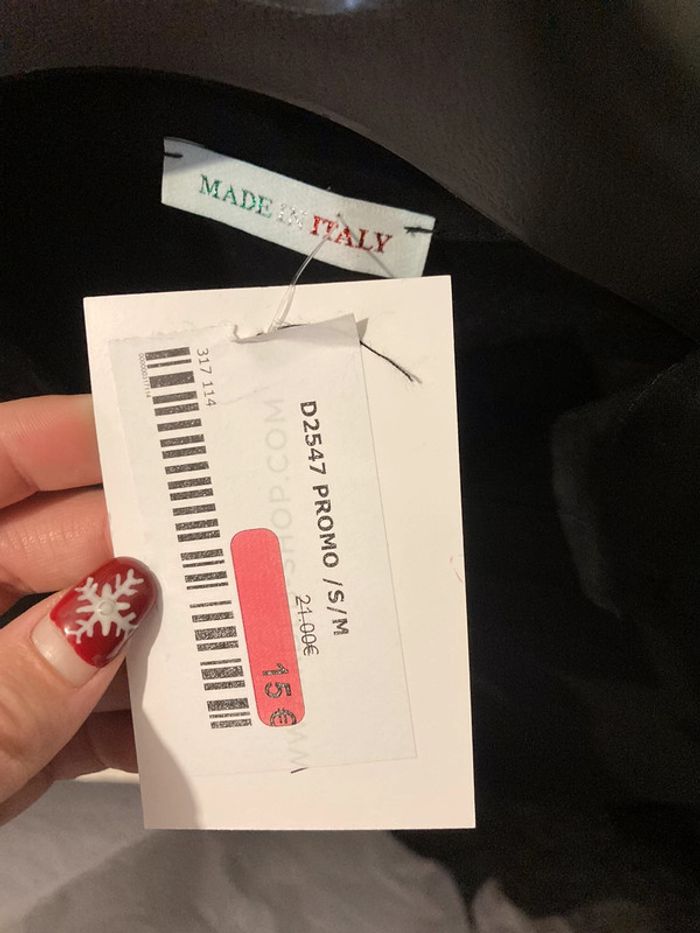 MADE IN ITALY
D2547 PROMO /S/M
21.00€
15 €
317 114